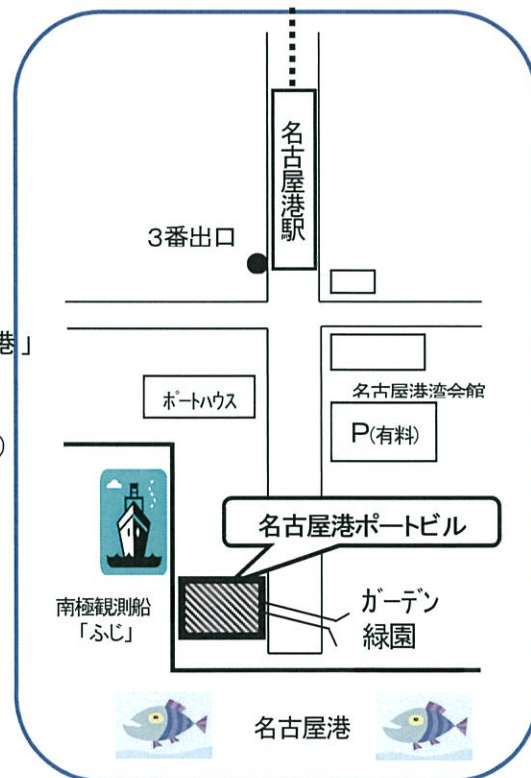 名古屋港駅
3番出口
港」
ポートハウス
名古屋港湾会館
P(有料)
)
名古屋港ポートビル
南極観測船
「ふじ」
ガーデン
緑園
名古屋港